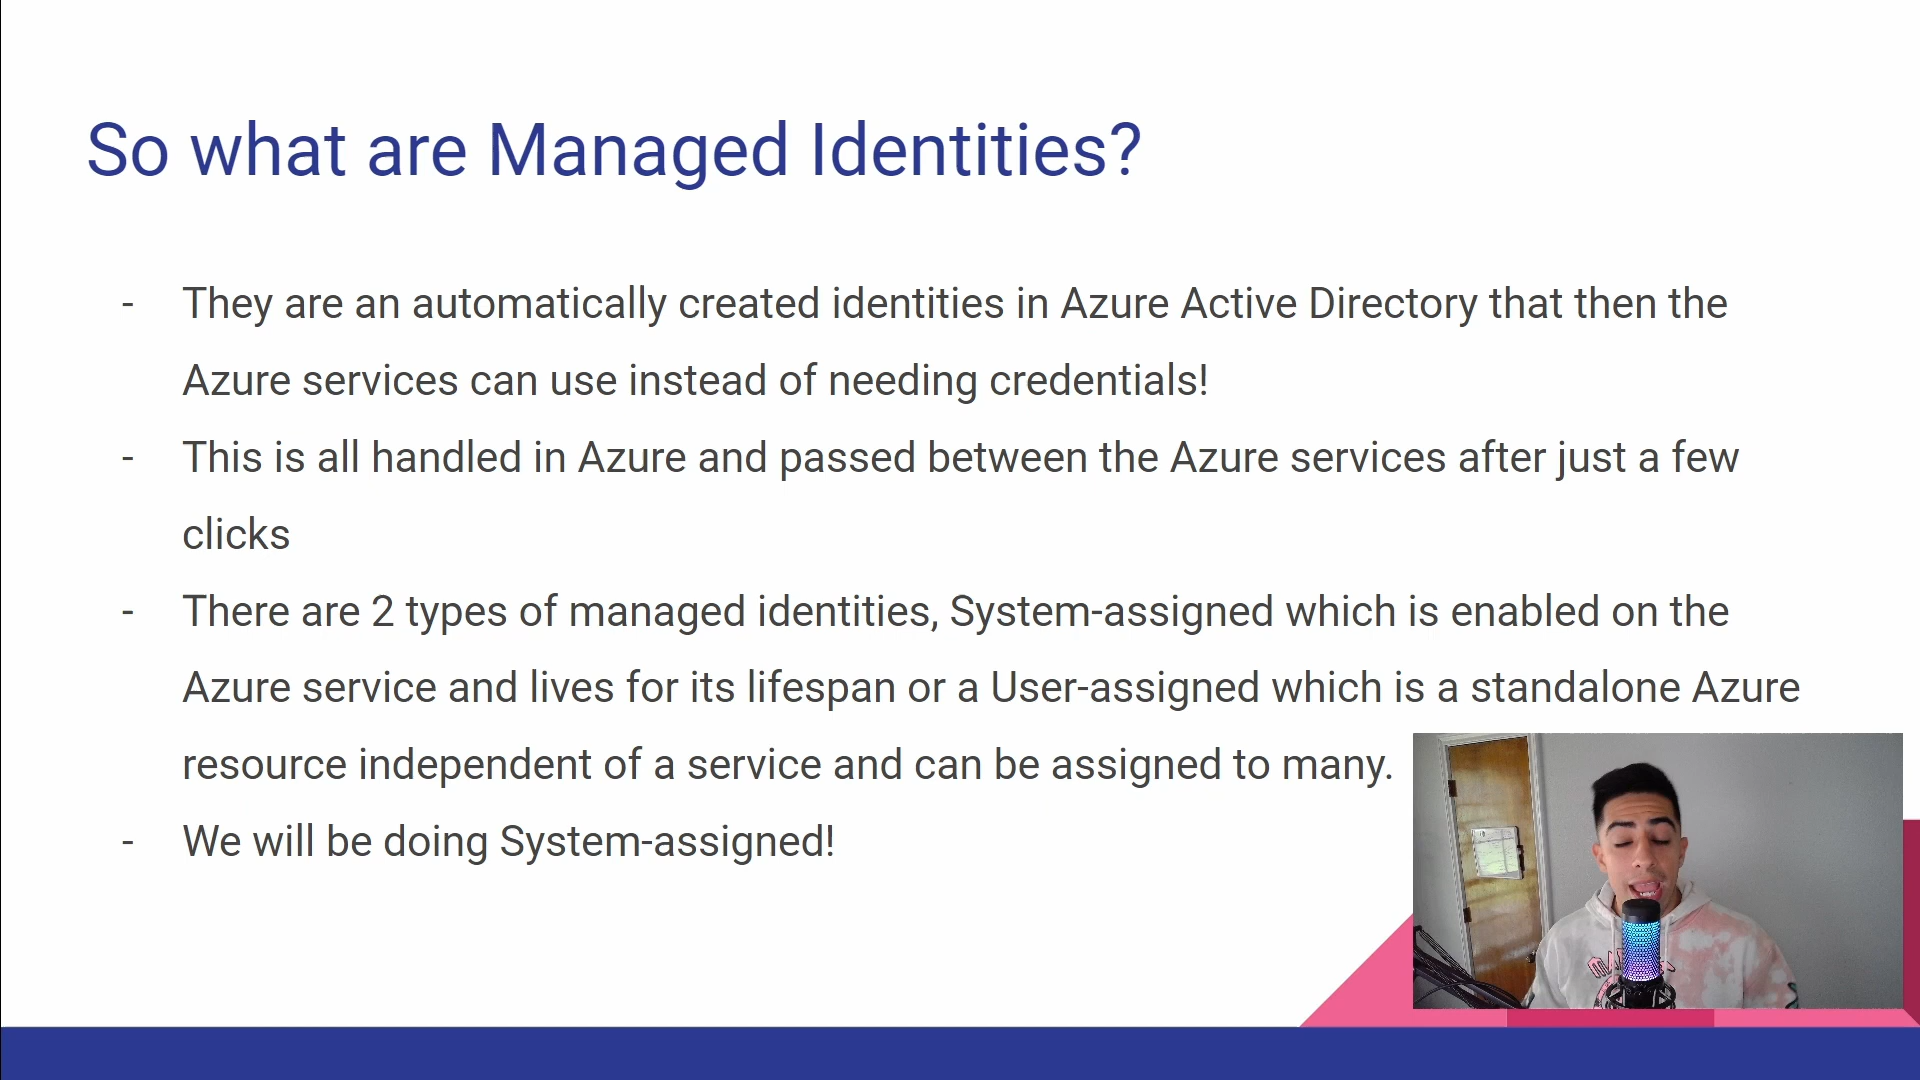 So what are Managed Identities?
- They are an automatically created identities in Azure Active Directory that then the
Azure services can use instead of needing credentials!
- This is all handled in Azure and passed between the Azure services after just a few
clicks
- There are 2 types of managed identities, System-assigned which is enabled on the
Azure service and lives for its lifespan or a User-assigned which is a standalone Azure
resource independent of a service and can be assigned to many.
- We will be doing System-assigned!